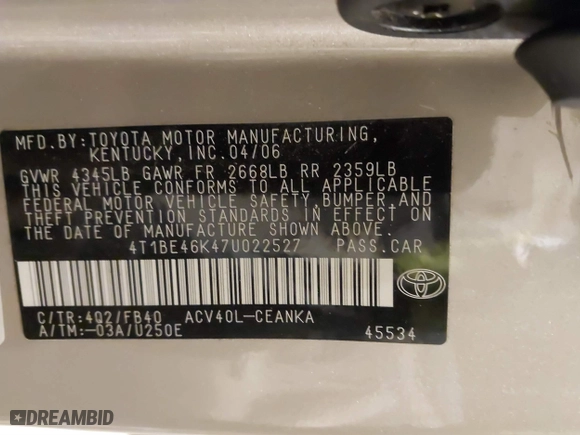 MFD.BY:TOYOTA MOTOR MANUFACTURING,
KENTUCKY,INC.04/06
GVWR 4345LB GAWR FR 2668LB RR 2359LB
THIS VEHICLE CONFORMS TO ALL APPLICABLE
FEDERAL MOTOR VEHICLE SAFETY,BUMPER,AND
THEFT PREVENTION STANDARDS IN EFFECT ON
THE DATE OF MANUFACTURE SHOWN ABOVE.
4T1BE46K47U022527 PASS.CAR
C/TR:4Q2/FB40 ACV40L-CEANKA
A/TM:-03A/U250E 45534
DREAMBID